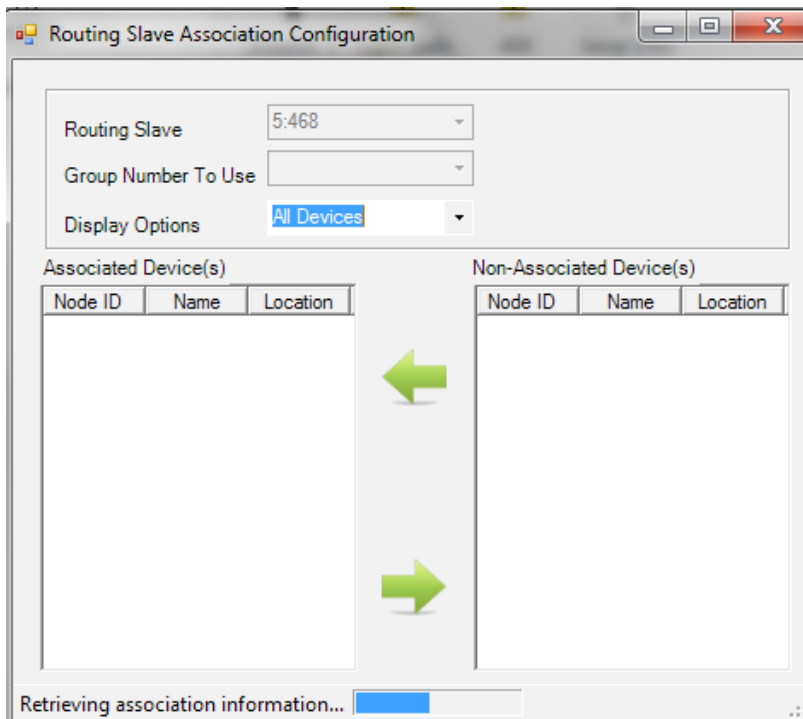 Routing Slave Association Configuration
Routing Slave 5:468
Group Number To Use
Display Options All Devices
Associated Device(s) Non-Associated Device(s)
Node ID Name Location Node ID Name Location
Retrieving association information...